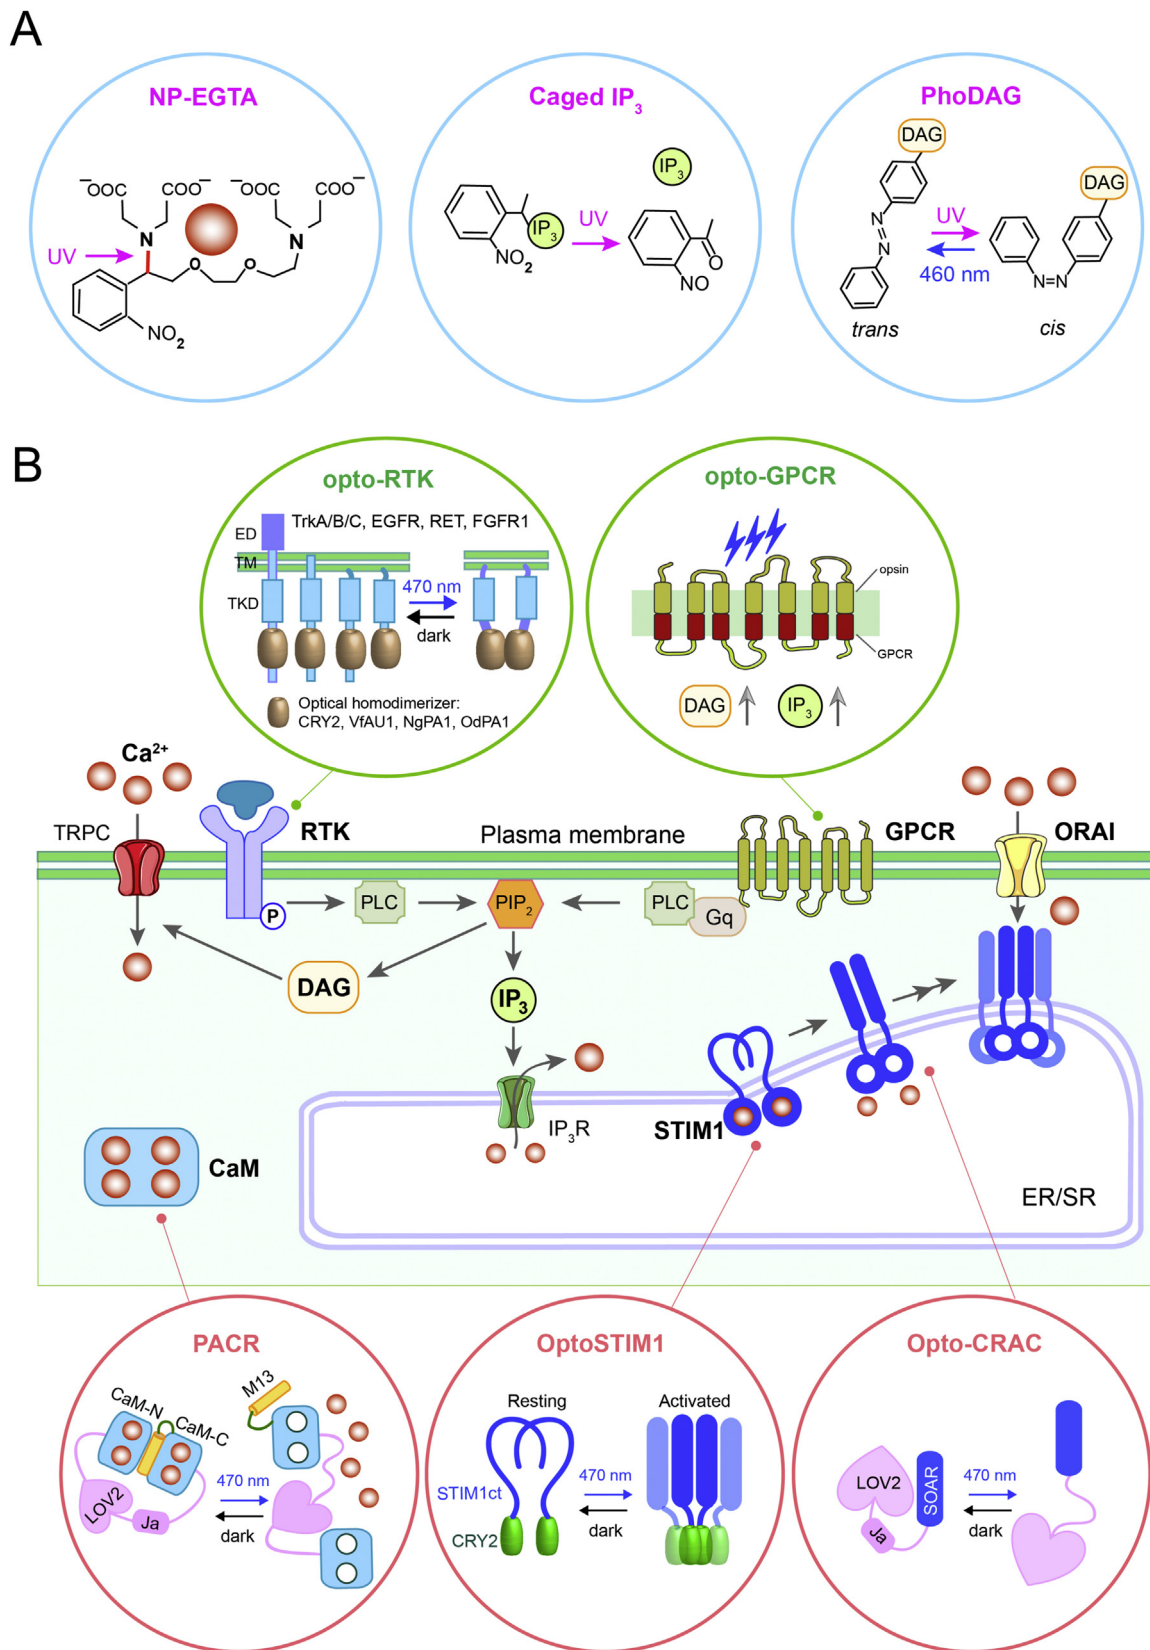 A
NP-EGTA
Caged IP3
PhoDAG
−OOC COO− −OOC COO−
N N
UV
O O
NO2
IP3
IP3
UV
NO2
O
NO
DAG
DAG
N
N
UV
460 nm
N=N
trans
cis
B
opto-RTK
TrkA/B/C, EGFR, RET, FGFR1
ED
TM
TKD
470 nm
dark
Optical homodimerizer:
CRY2, VfAU1, NgPA1, OdPA1
opto-GPCR
opsin
GPCR
DAG
IP3
Ca2+
TRPC
RTK
Plasma membrane
GPCR
ORAI
P
PLC
PIP2
PLC
Gq
DAG
IP3
IP3R
STIM1
CaM
ER/SR
PACR
CaM-N
CaM-C
M13
LOV2
Ja
470 nm
dark
OptoSTIM1
Resting
Activated
STIM1ct
CRY2
470 nm
dark
Opto-CRAC
LOV2
SOAR
Ja
470 nm
dark